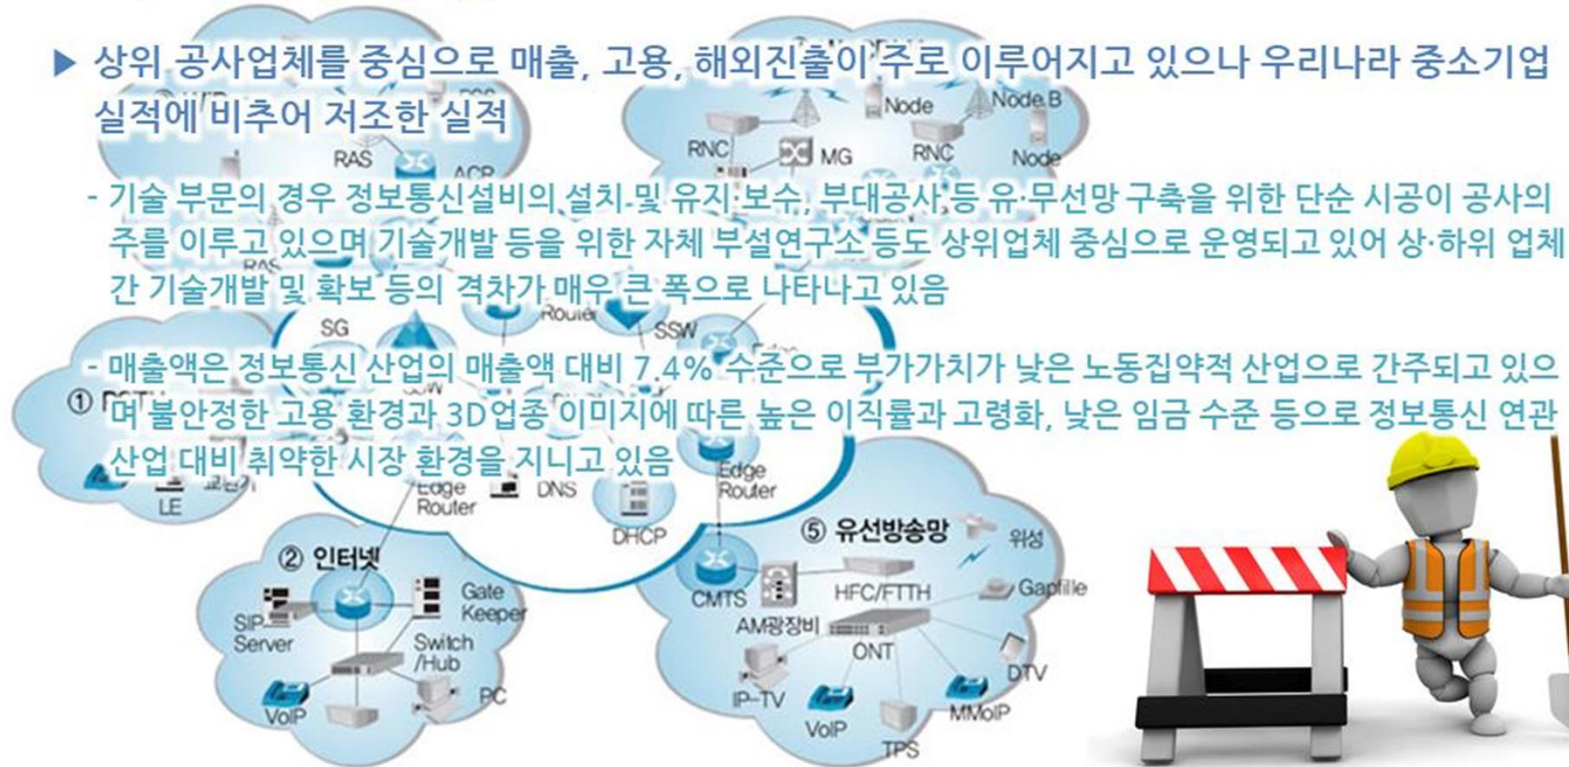 ▶ 상위 공사업체를 중심으로 매출, 고용, 해외진출이 주로 이루어지고 있으나 우리나라 중소기업
실적에 비추어 저조한 실적
- 기술 부문의 경우 정보통신설비의 설치 및 유지·보수, 부대공사 등 유·무선망 구축을 위한 단순 시공이 공사의
주를 이루고 있으며 기술개발 등을 위한 자체 부설연구소 등도 상위업체 중심으로 운영되고 있어 상·하위 업체
간 기술개발 및 확보 등의 격차가 매우 큰 폭으로 나타나고 있음
- 매출액은 정보통신 산업의 매출액 대비 7.4% 수준으로 부가가치가 낮은 노동집약적 산업으로 간주되고 있으
며 불안정한 고용 환경과 3D업종 이미지에 따른 높은 이직률과 고령화, 낮은 임금 수준 등으로 정보통신 연관
산업 대비 취약한 시장 환경을 지니고 있음
Node
Node B
RNC
MG
RNC
Node
RAS
ACR
RAS
Router
SG
SSW
Edge
①
LE
Edge
Router
DNS
DHCP
Edge
Router
② 인터넷
SIP
Server
Gate
Keeper
Switch
/Hub
VoIP
PC
⑤ 유선방송망
위성
CMTS
HFC/FTTH
Gapfille
AM광장비
ONT
DTV
IP-TV
VoIP
MMoIP
TPS